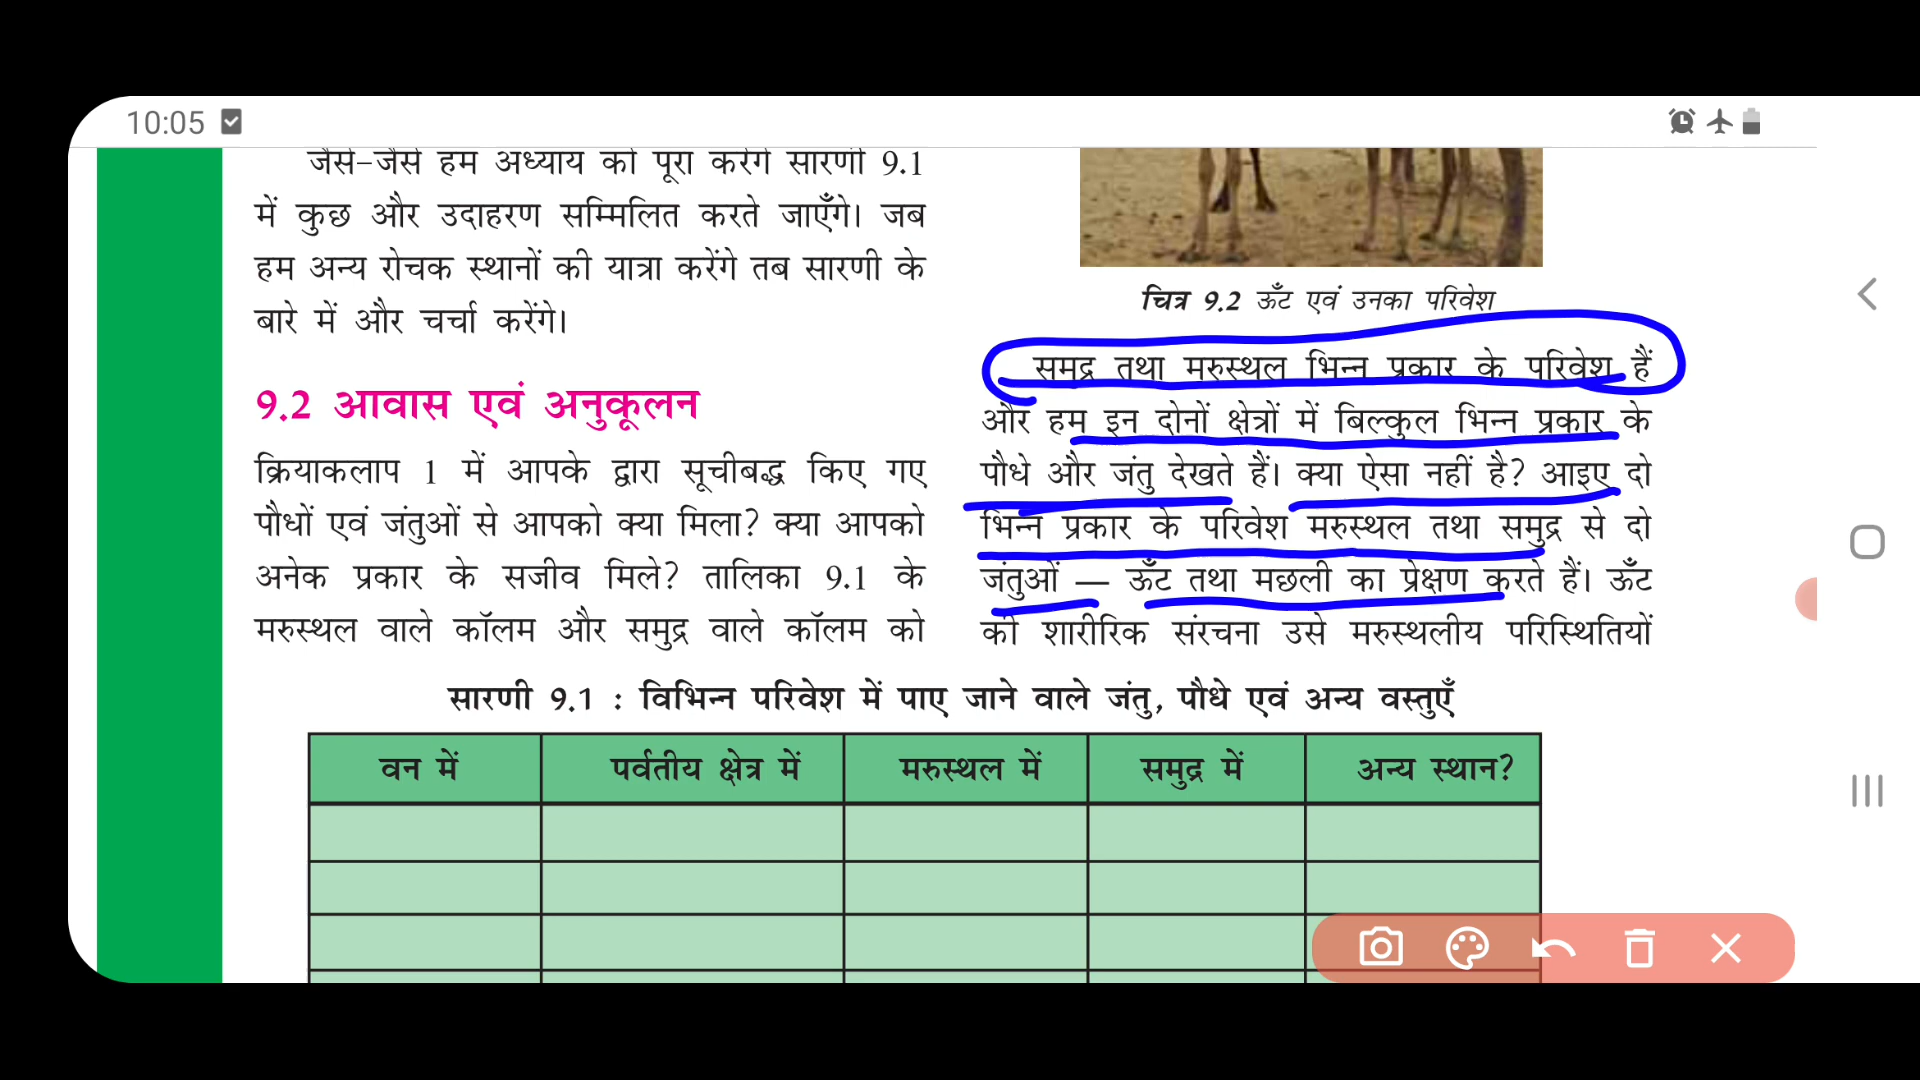 10:05
जैसे-जैसे हम अध्याय को पूरा करेंगे सारणी 9.1
में कुछ और उदाहरण सम्मिलित करते जाएँगे। जब
हम अन्य रोचक स्थानों की यात्रा करेंगे तब सारणी के
बारे में और चर्चा करेंगे।
9.2 आवास एवं अनुकूलन
क्रियाकलाप 1 में आपके द्वारा सूचीबद्ध किए गए
पौधों एवं जंतुओं से आपको क्या मिला? क्या आपको
अनेक प्रकार के सजीव मिले? तालिका 9.1 के
मरुस्थल वाले कॉलम और समुद्र वाले कॉलम को
चित्र 9.2 ऊँट एवं उनका परिवेश
समुद्र तथा मरुस्थल भिन्न प्रकार के परिवेश हैं
और हम इन दोनों क्षेत्रों में बिल्कुल भिन्न प्रकार के
पौधे और जंतु देखते हैं। क्या ऐसा नहीं है? आइए दो
भिन्न प्रकार के परिवेश मरुस्थल तथा समुद्र से दो
जंतुओं — ऊँट तथा मछली का प्रेक्षण करते हैं। ऊँट
की शारीरिक संरचना उसे मरुस्थलीय परिस्थितियों
सारणी 9.1 : विभिन्न परिवेश में पाए जाने वाले जंतु, पौधे एवं अन्य वस्तुएँ
वन में पर्वतीय क्षेत्र में मरुस्थल में समुद्र में अन्य स्थान?